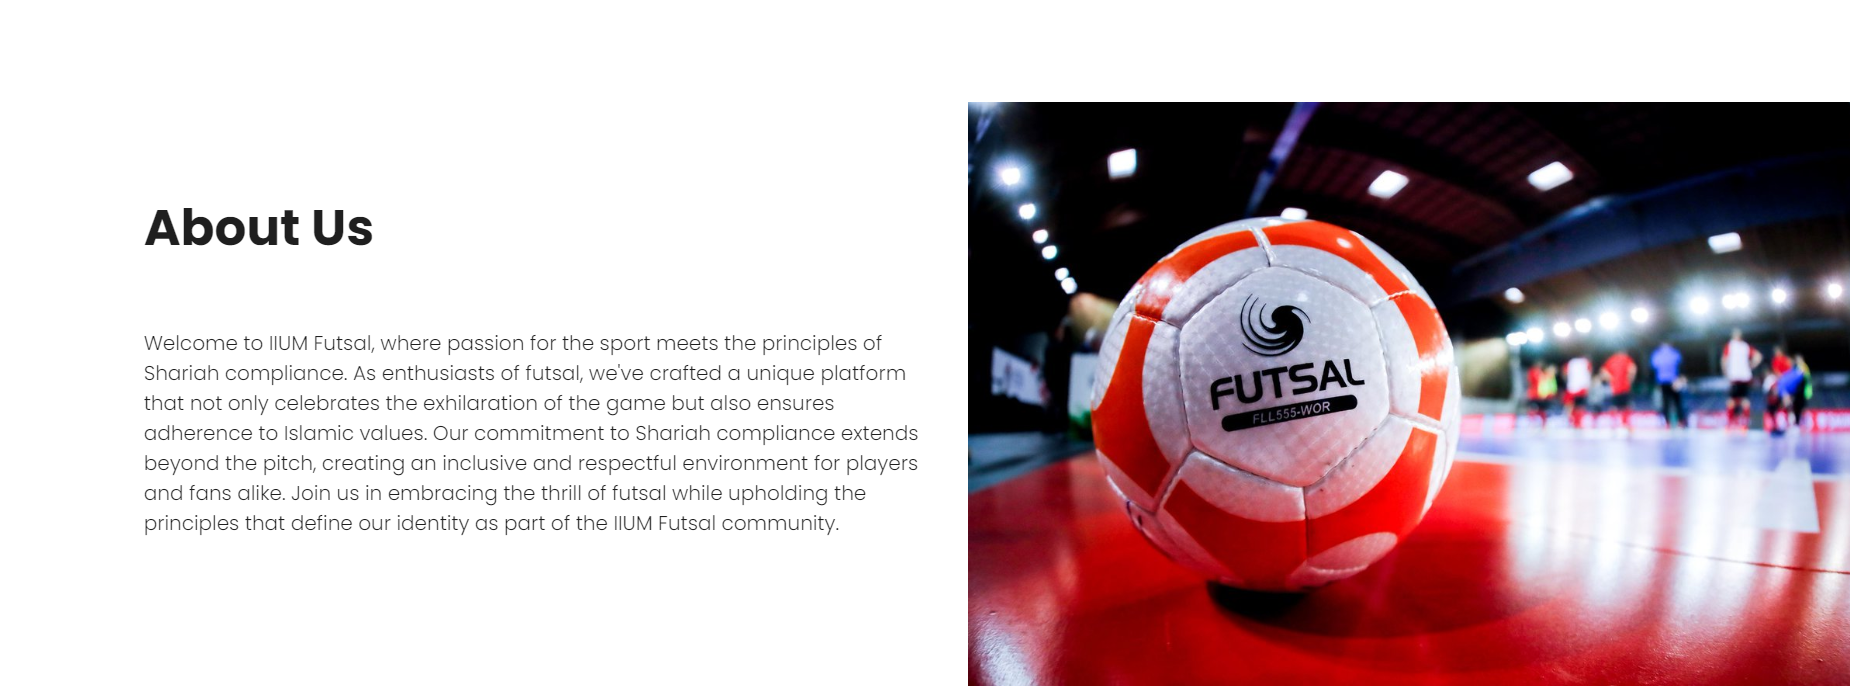 About Us
Welcome to IIUM Futsal, where passion for the sport meets the principles of
Shariah compliance. As enthusiasts of futsal, we've crafted a unique platform
that not only celebrates the exhilaration of the game but also ensures
adherence to Islamic values. Our commitment to Shariah compliance extends
beyond the pitch, creating an inclusive and respectful environment for players
and fans alike. Join us in embracing the thrill of futsal while upholding the
principles that define our identity as part of the IIUM Futsal community.
FUTSAL
FLL555-WOR